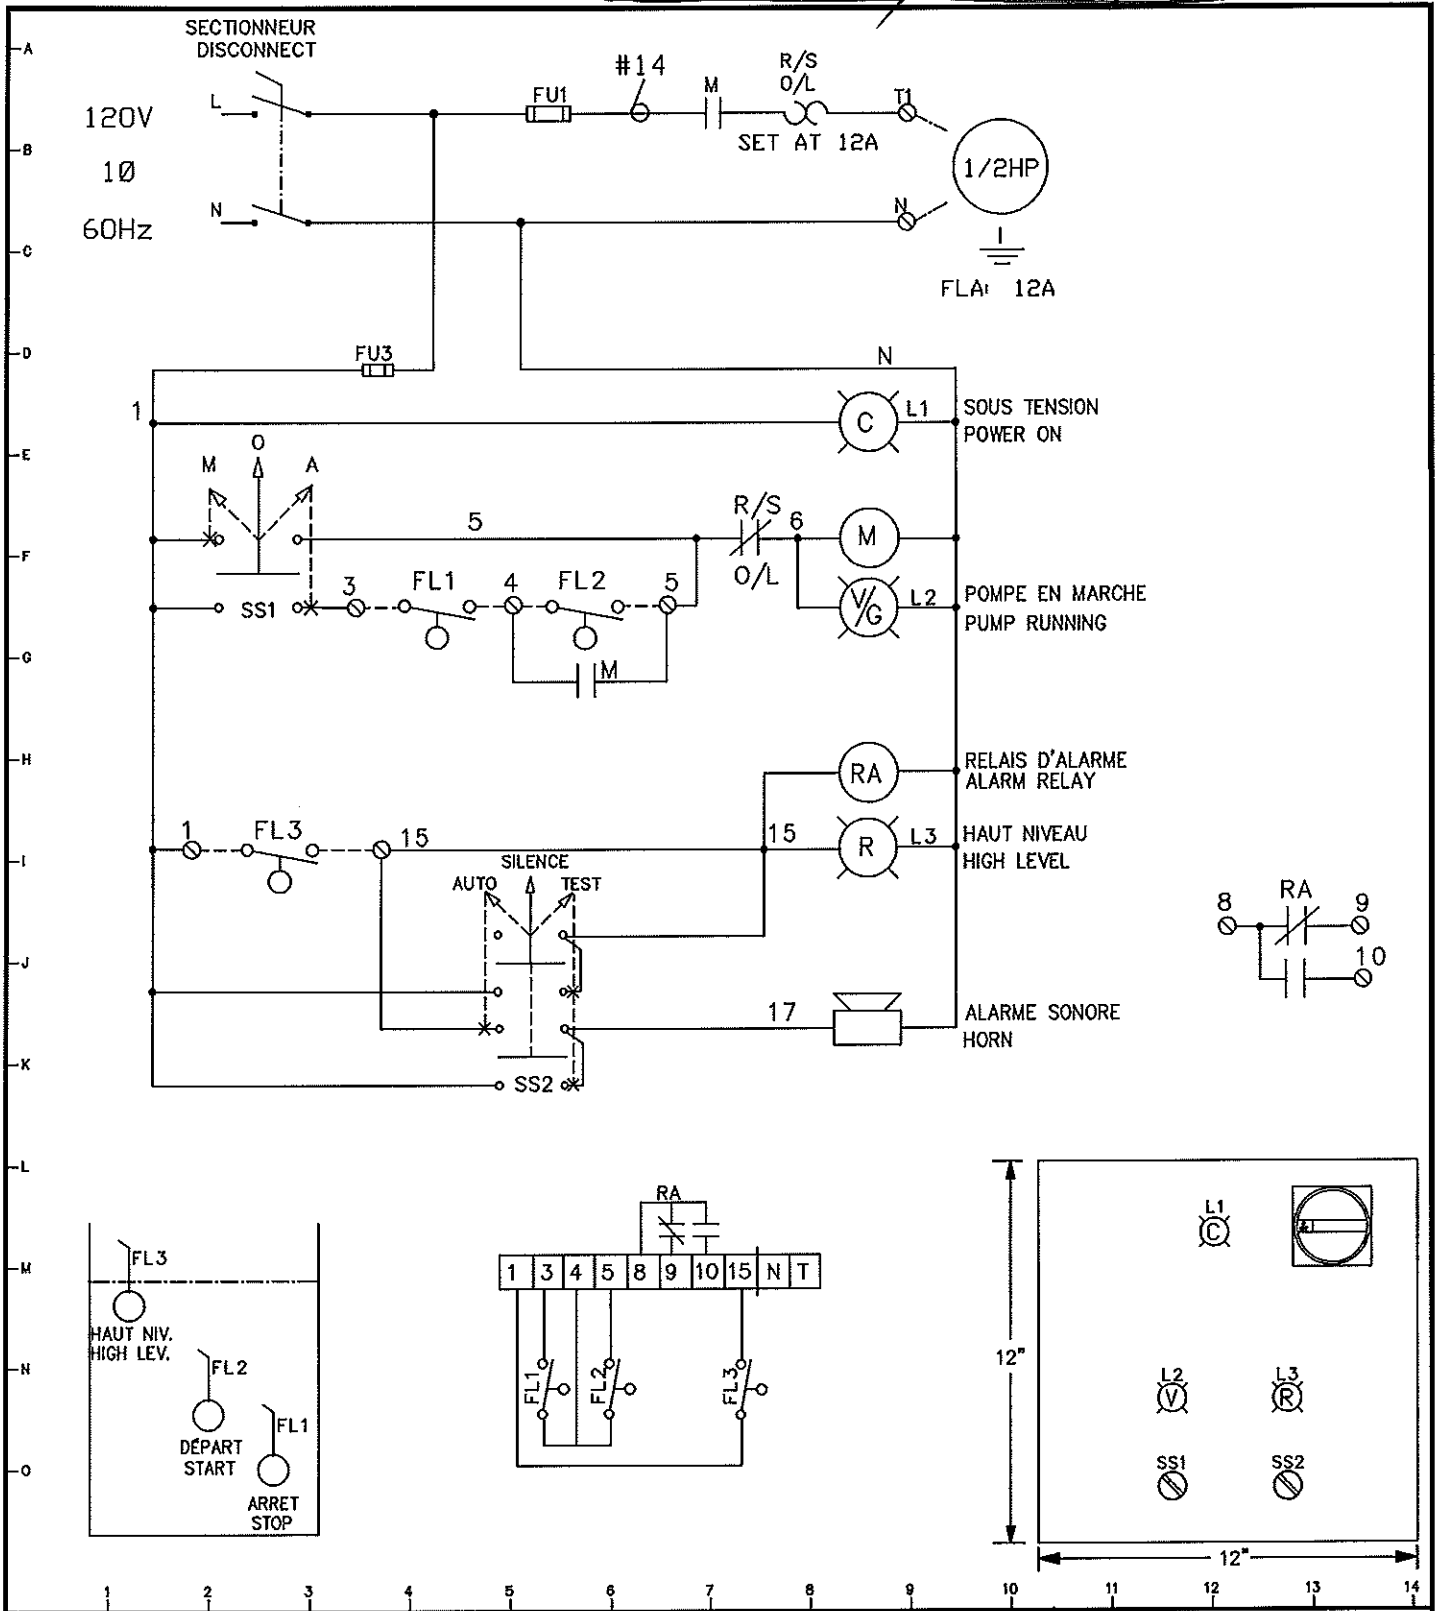 A
SECTIONNEUR
DISCONNECT
L
120V
1Ø
60Hz
N
FU1
#14
M
R/S
O/L
SET AT 12A
T1
N
1/2HP
FLA: 12A
B
C
D
FU3
N
1
C
L1
SOUS TENSION
POWER ON
E
M
O
A
5
R/S
O/L
6
M
F
SS1
3
FL1
4
FL2
5
V/G
L2
POMPE EN MARCHE
PUMP RUNNING
G
M
H
RA
RELAIS D'ALARME
ALARM RELAY
1
FL3
15
15
R
L3
HAUT NIVEAU
HIGH LEVEL
I
SILENCE
AUTO
TEST
8
RA
9
10
J
17
ALARME SONORE
HORN
K
SS2
L
RA
1 3 4 5 8 9 10 15 N T
FL1
FL2
FL3
M
FL3
HAUT NIV.
HIGH LEV.
N
FL2
DÉPART
START
FL1
ARRET
STOP
O
L1
C
12"
L2
V
L3
R
SS1
SS2
12"
1 2 3 4 5 6 7 8 9 10 11 12 13 14